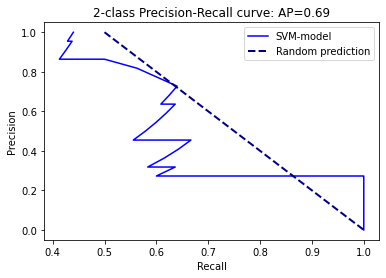 2-class Precision-Recall curve: AP=0.69
SVM-model
Random prediction
Precision
1.0
0.8
0.6
0.4
0.2
0.0
0.4 0.5 0.6 0.7 0.8 0.9 1.0
Recall